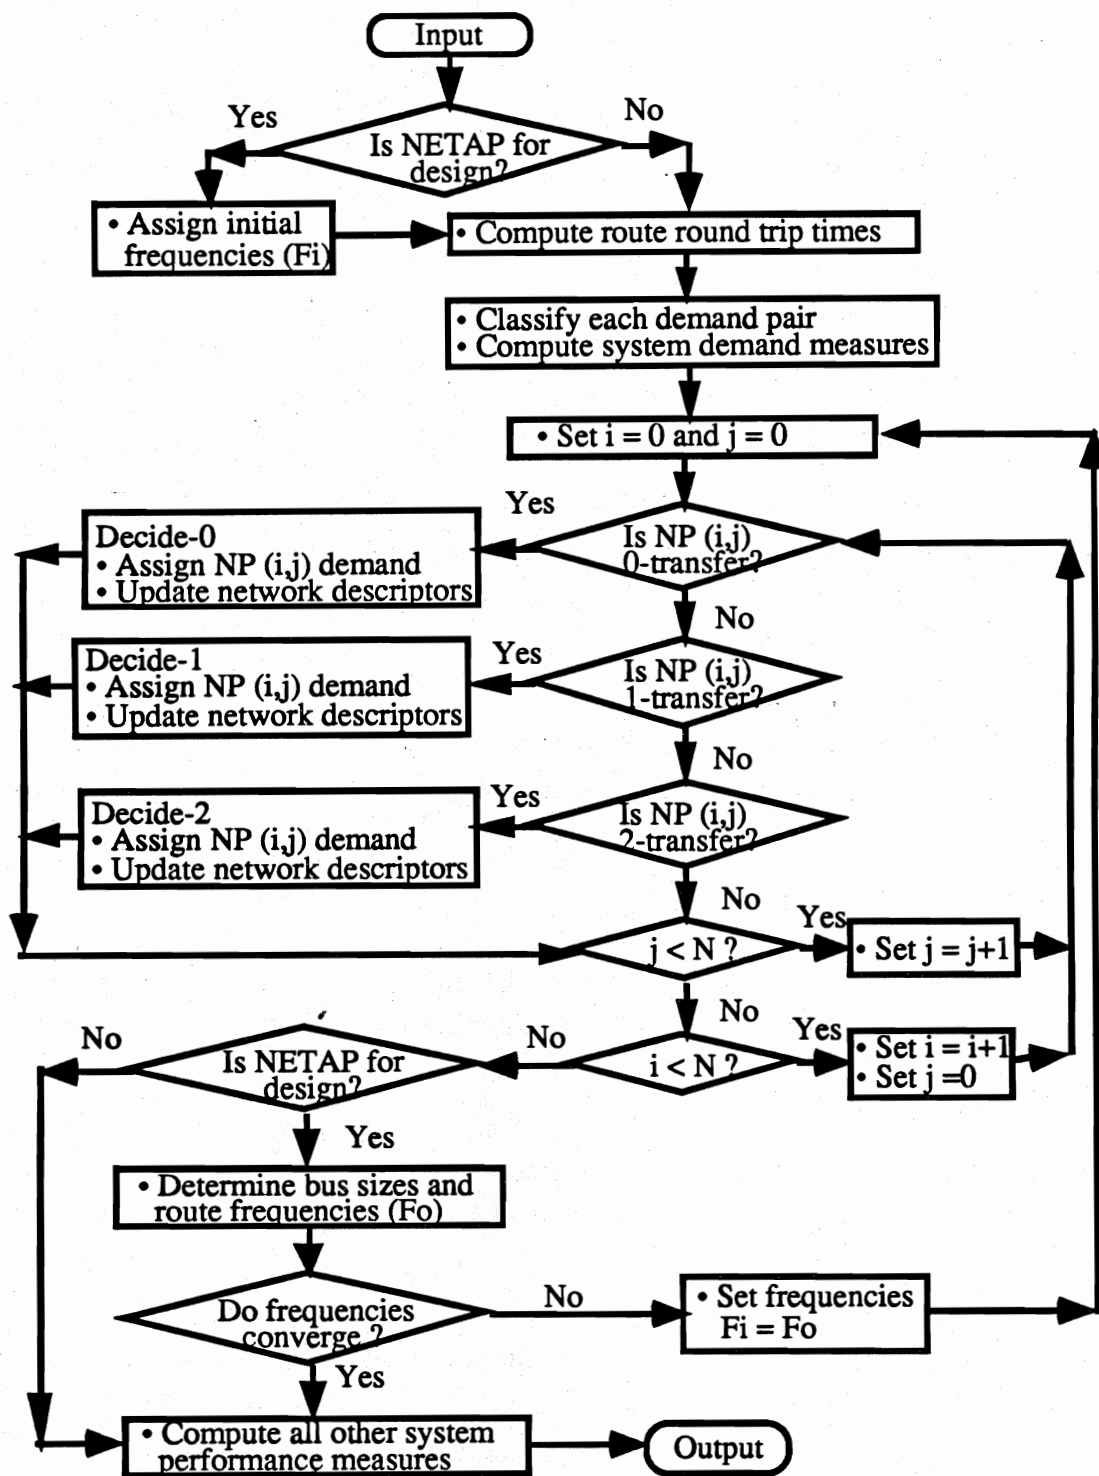 Input
Yes
No
Is NETAP for
design?
• Assign initial
frequencies (Fi)
• Compute route round trip times
• Classify each demand pair
• Compute system demand measures
• Set i = 0 and j = 0
Yes
Is NP (i,j)
0-transfer?
Decide-0
• Assign NP (i,j) demand
• Update network descriptors
No
Yes
Is NP (i,j)
1-transfer?
Decide-1
• Assign NP (i,j) demand
• Update network descriptors
No
Yes
Is NP (i,j)
2-transfer?
Decide-2
• Assign NP (i,j) demand
• Update network descriptors
No
j < N ?
Yes
• Set j = j+1
No
i < N ?
Yes
• Set i = i+1
• Set j =0
No
Is NETAP for
design?
No
Yes
• Determine bus sizes and
route frequencies (Fo)
Do frequencies
converge ?
No
• Set frequencies
Fi = Fo
Yes
• Compute all other system
performance measures
Output